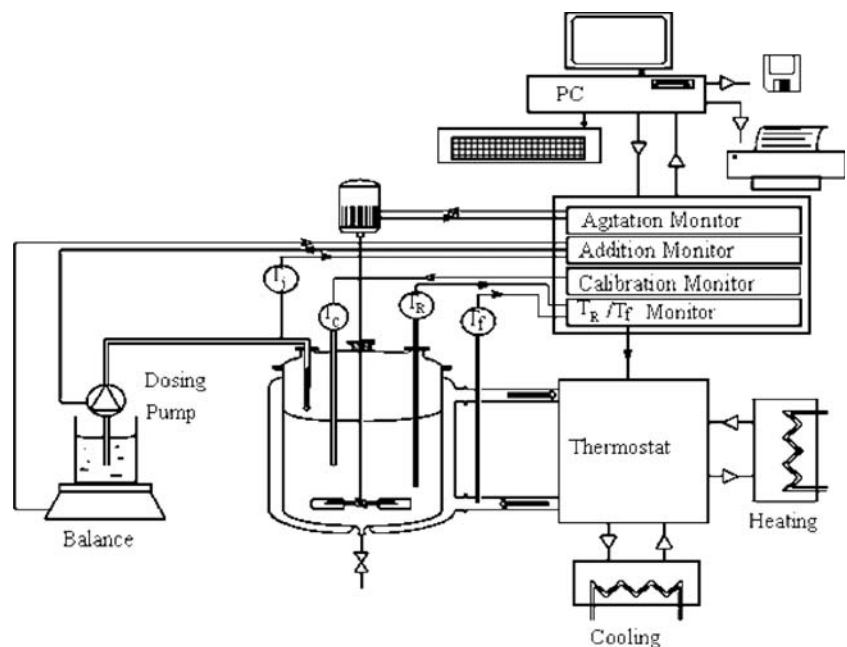 PC
Agitation Monitor
Addition Monitor
Calibration Monitor
T_R /T_f Monitor
T_j
T_c
T_R
T_f
Dosing
Pump
Thermostat
Balance
Heating
Cooling